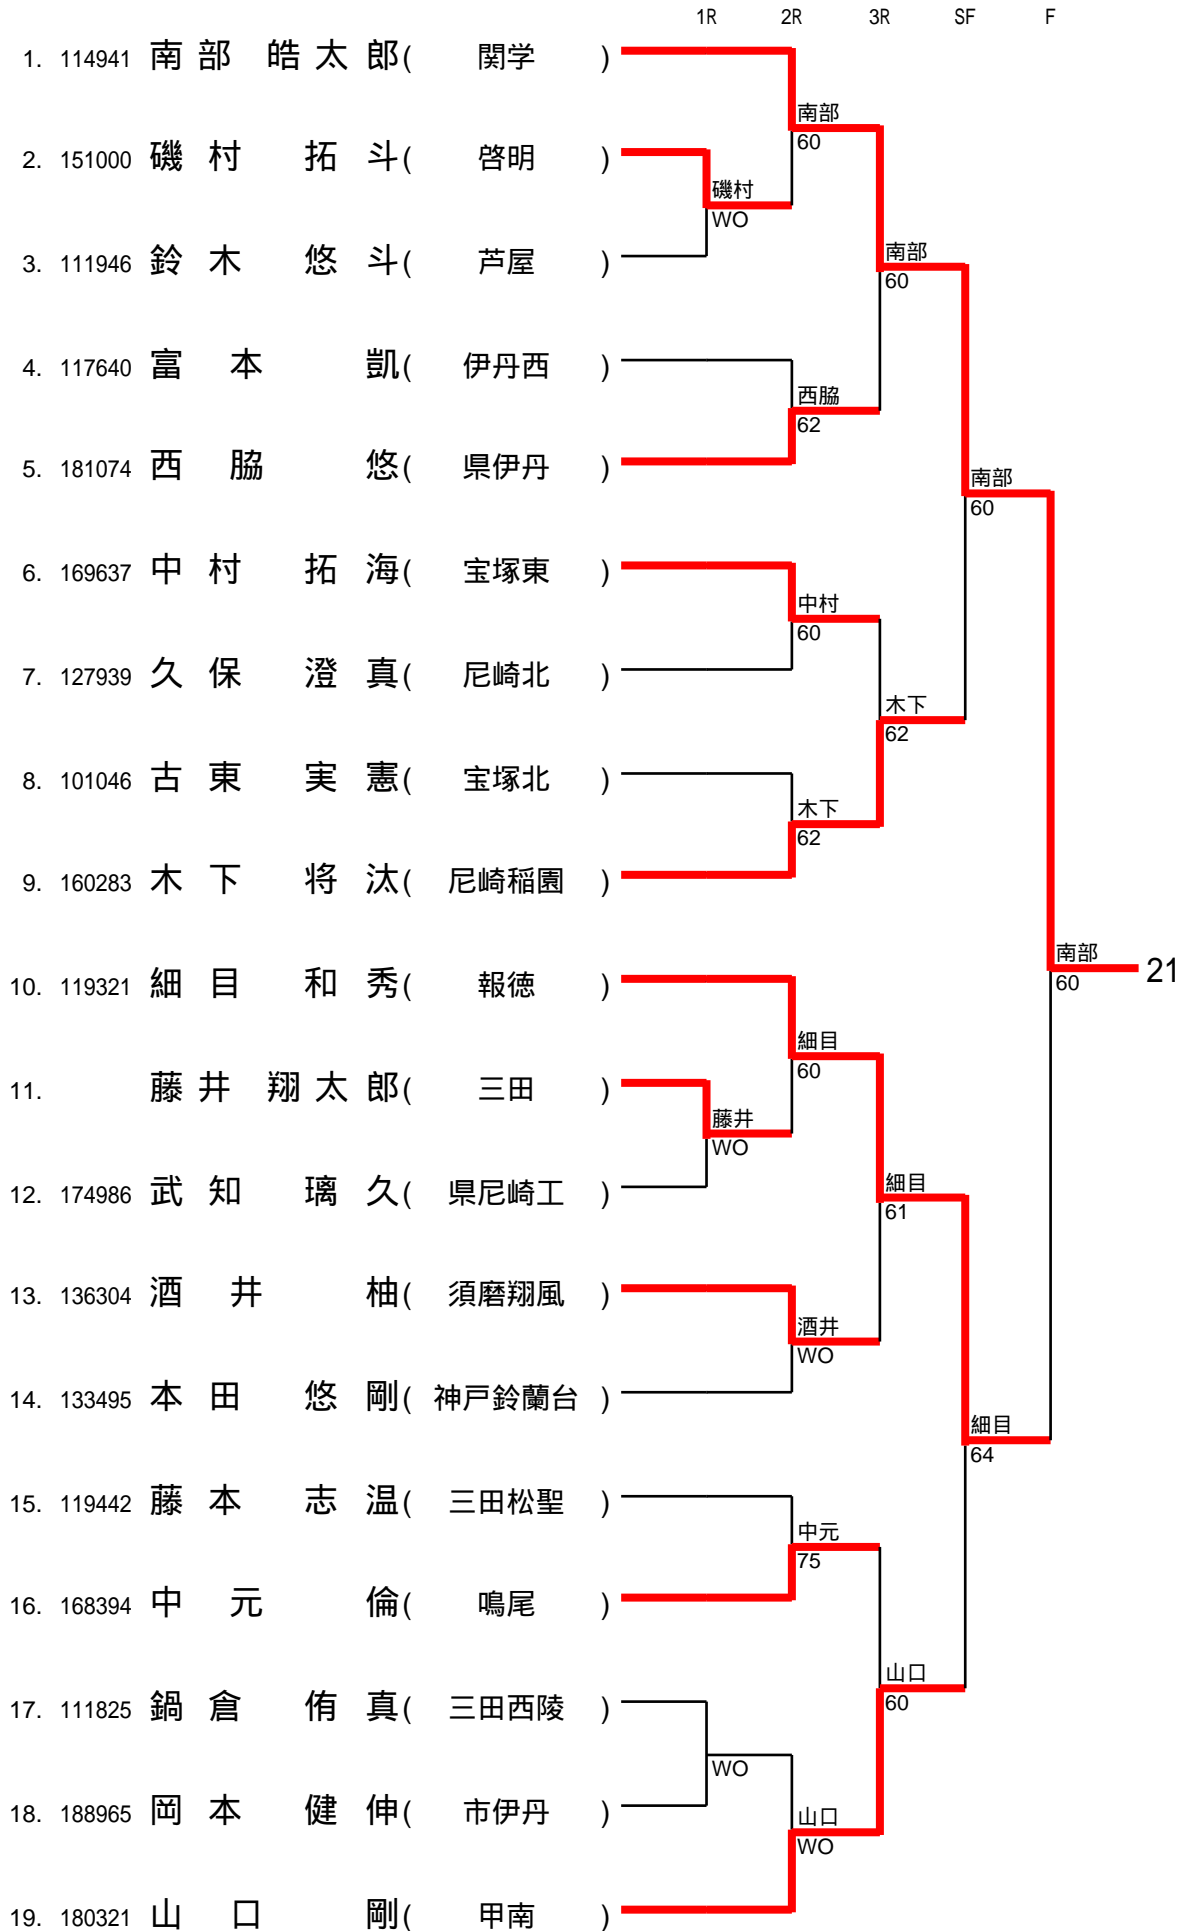 1R 2R 3R SF F
1. 114941 南部 皓太郎( 関学 )
南部
60
2. 151000 磯村 拓斗( 啓明 )
磯村
WO
3. 111946 鈴木 悠斗( 芦屋 )
南部
60
4. 117640 富本 凱( 伊丹西 )
西脇
62
5. 181074 西脇 悠( 県伊丹 )
南部
60
6. 169637 中村 拓海( 宝塚東 )
中村
60
7. 127939 久保 澄真( 尼崎北 )
木下
62
8. 101046 古東 実憲( 宝塚北 )
木下
62
9. 160283 木下 将汰( 尼崎稲園 )
南部
60
21
10. 119321 細目 和秀( 報徳 )
細目
60
11. 藤井 翔太郎( 三田 )
藤井
WO
12. 174986 武知 璃久( 県尼崎工 )
細目
61
13. 136304 酒井 柚( 須磨翔風 )
酒井
WO
14. 133495 本田 悠剛( 神戸鈴蘭台 )
細目
64
15. 119442 藤本 志温( 三田松聖 )
中元
75
16. 168394 中元 倫( 鳴尾 )
山口
60
17. 111825 鍋倉 侑真( 三田西陵 )
WO
18. 188965 岡本 健伸( 市伊丹 )
山口
WO
19. 180321 山口 剛( 甲南 )